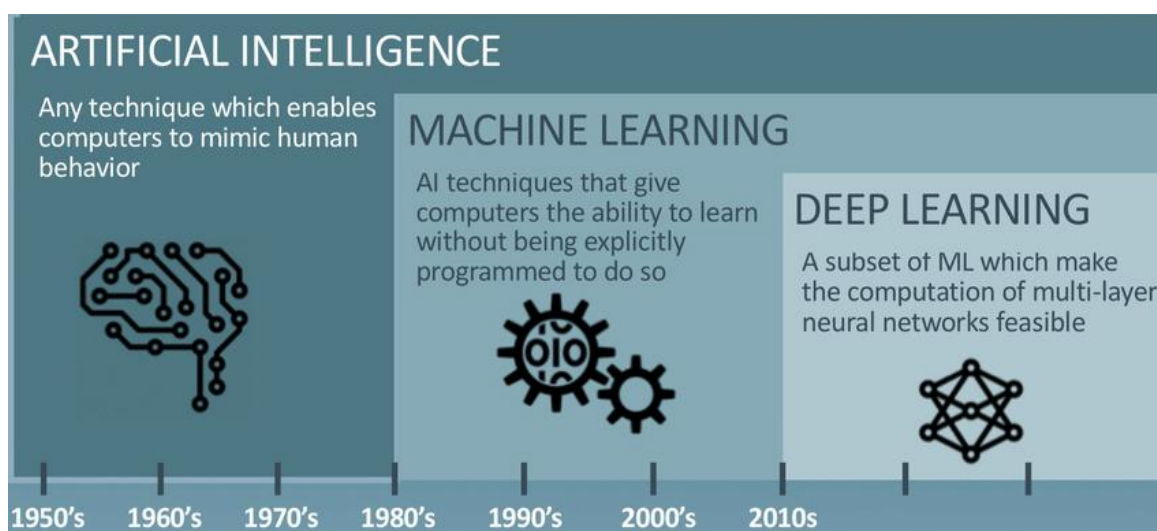 ARTIFICIAL INTELLIGENCE
Any technique which enables
computers to mimic human
behavior
MACHINE LEARNING
AI techniques that give
computers the ability to learn
without being explicitly
programmed to do so
OIO
DEEP LEARNING
A subset of ML which make
the computation of multi-layer
neural networks feasible
1950's 1960's 1970's 1980's 1990's 2000's 2010s